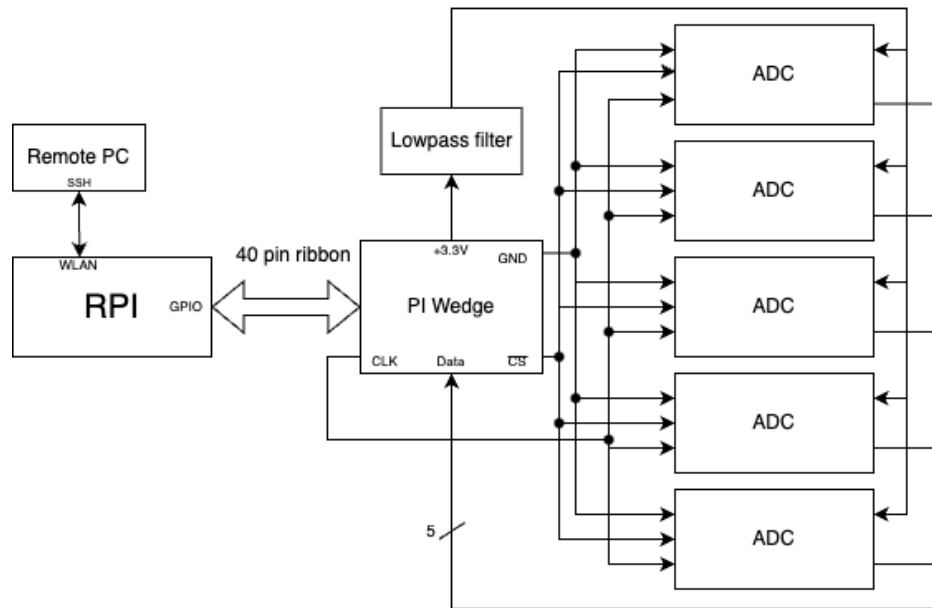 ADC
Lowpass filter
Remote PC
SSH
ADC
40 pin ribbon
+3.3V
GND
WLAN
RPI
GPIO
PI Wedge
ADC
CLK
Data
CS
ADC
5
ADC